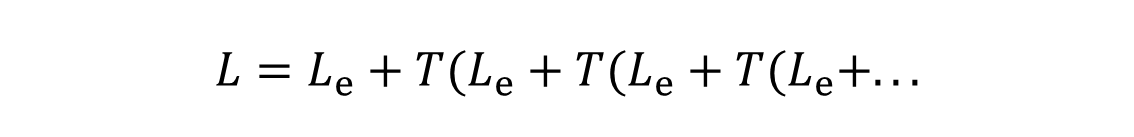 L = Lₑ + T(Lₑ + T(Lₑ + T(Lₑ+...